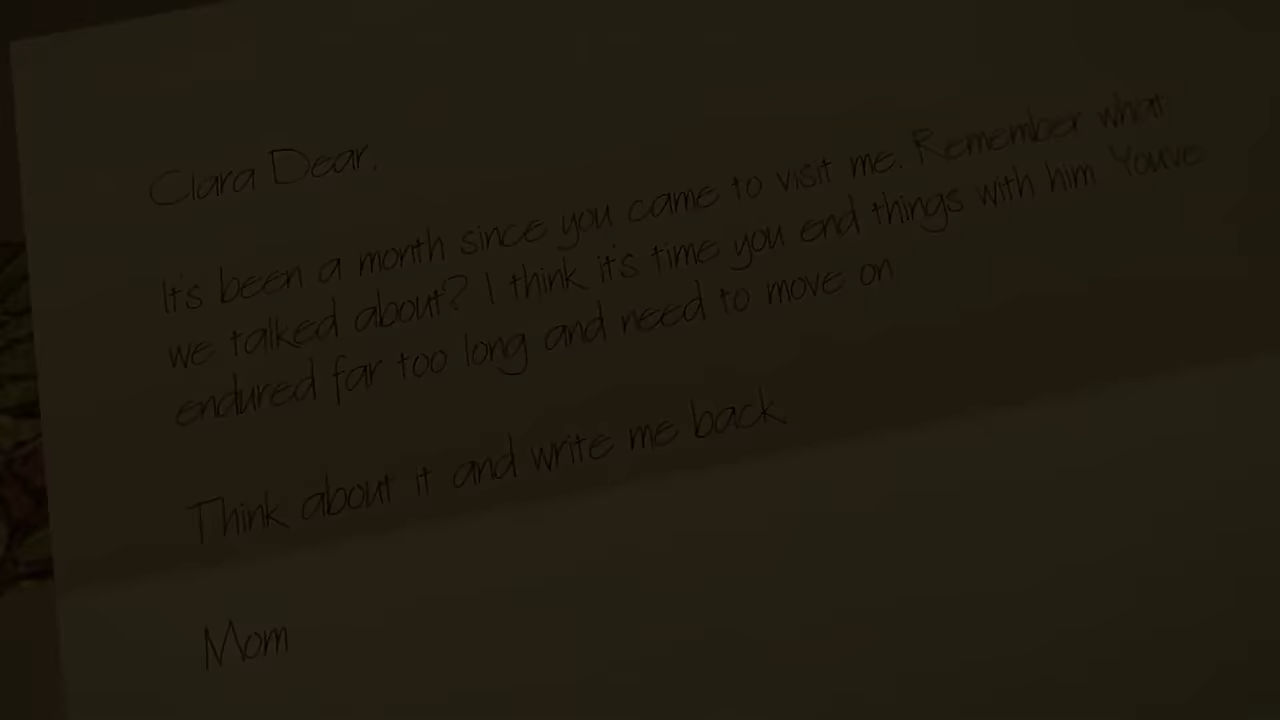 Clara Dear,
It's been a month since you came to visit me. Remember what
we talked about? I think it's time you end things with him You've
endured far too long and need to move on
Think about it and write me back
Mom